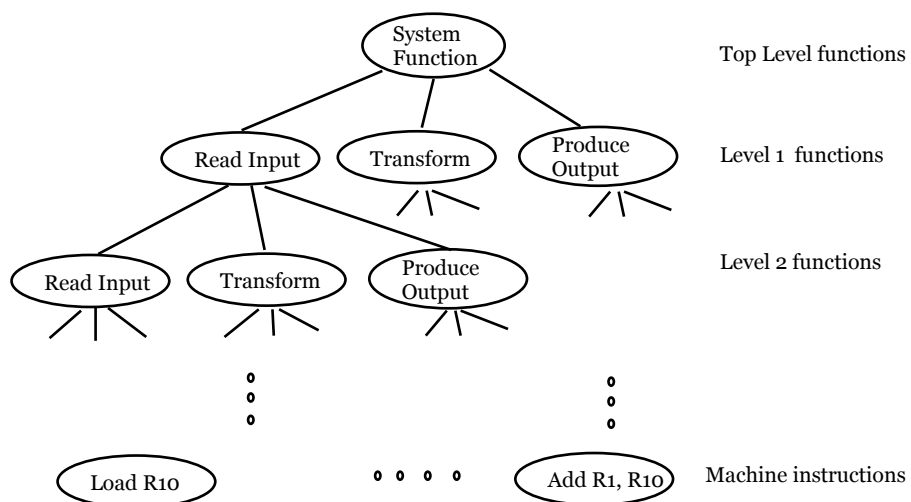 System
Function
Top Level functions
Read Input
Transform
Produce
Output
Level 1 functions
Read Input
Transform
Produce
Output
Level 2 functions
Load R10
Add R1, R10
Machine instructions